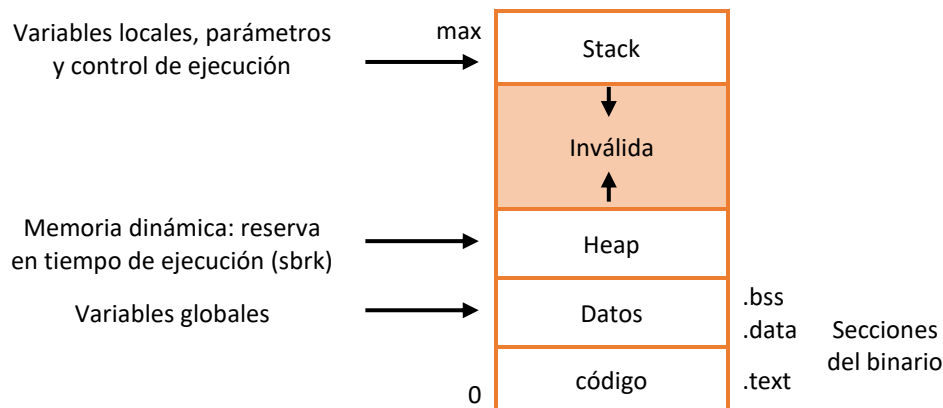 Variables locales, parámetros
y control de ejecución
max
Stack
Inválida
Memoria dinámica: reserva
en tiempo de ejecución (sbrk)
Heap
Variables globales
Datos
.bss
.data
Secciones
del binario
0
código
.text